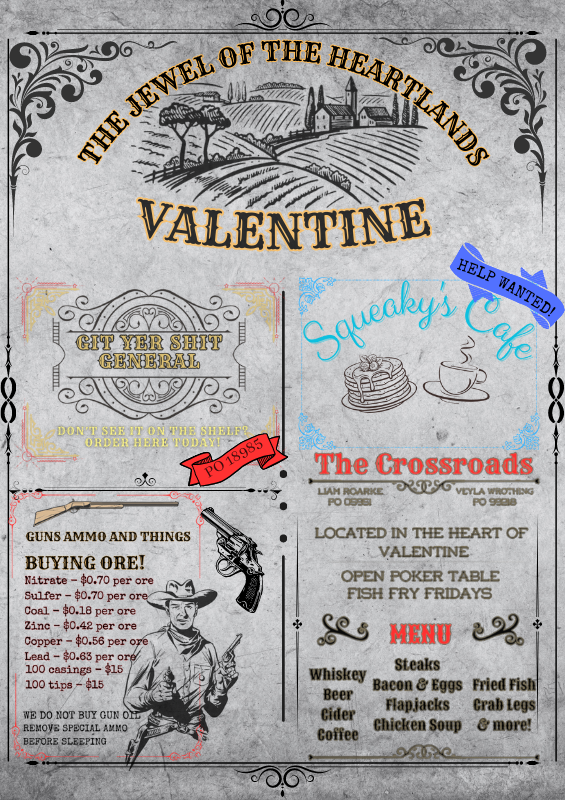 THE JEWEL OF THE HEARTLANDS
VALENTINE
GIT YER SHIT
GENERAL
DON'T SEE IT ON THE SHELF?
ORDER HERE TODAY!
PO 18985
HELP WANTED!
Squeaky's Cafe
GUNS AMMO AND THINGS
BUYING ORE!
Nitrate - $0.70 per ore
Sulfer - $0.70 per ore
Coal - $0.18 per ore
Zinc - $0.42 per ore
Copper - $0.56 per ore
Lead - $0.63 per ore
100 casings - $15
100 tips - $15
WE DO NOT BUY GUN OIL
REMOVE SPECIAL AMMO
BEFORE SLEEPING
The Crossroads
LIAM ROARKE
PO
VEYLA WROTHING
PO
LOCATED IN THE HEART OF
VALENTINE
OPEN POKER TABLE
FISH FRY FRIDAYS
MENU
Whiskey
Beer
Cider
Coffee
Steaks
Bacon & Eggs
Flapjacks
Chicken Soup
Fried Fish
Crab Legs
& more!